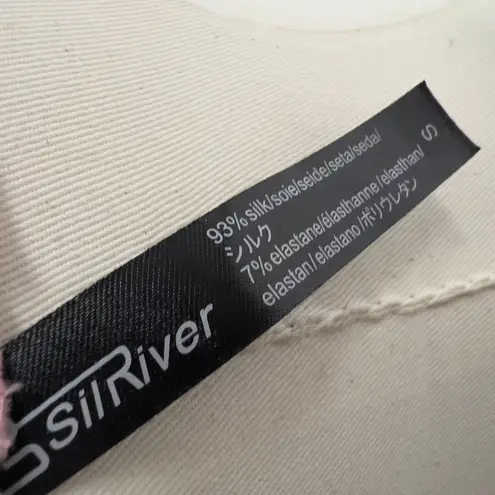 SilRiver
93% silk/soie/seide/seta/seda/
シルク
7% elastane/élasthanne/elasthan/
elastan/elastano/ポリウレタン
S